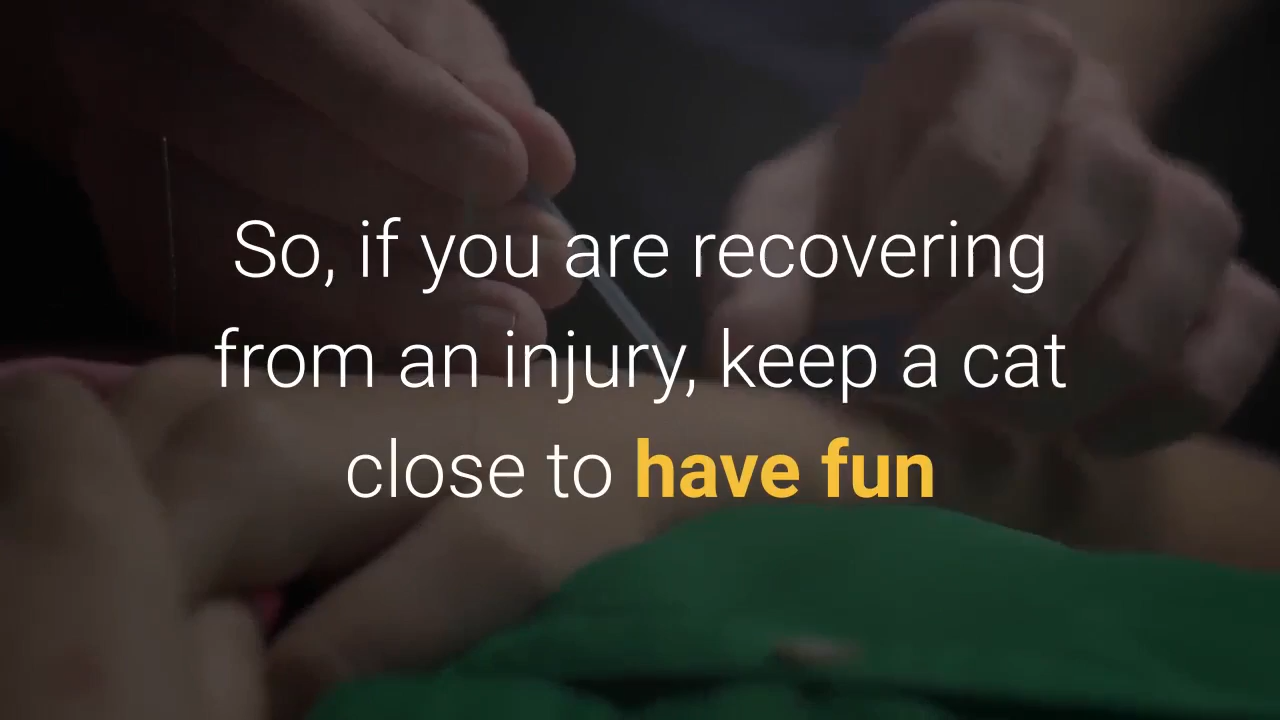 So, if you are recovering
from an injury, keep a cat
close to have fun